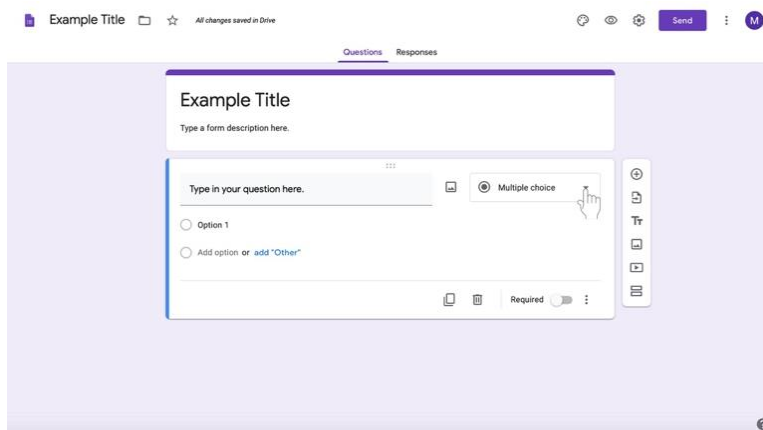 Example Title
All changes saved in Drive
Send
M
Questions Responses
Example Title
Type a form description here.
Type in your question here.
Multiple choice
Option 1
Add option or add "Other"
Tт
Required